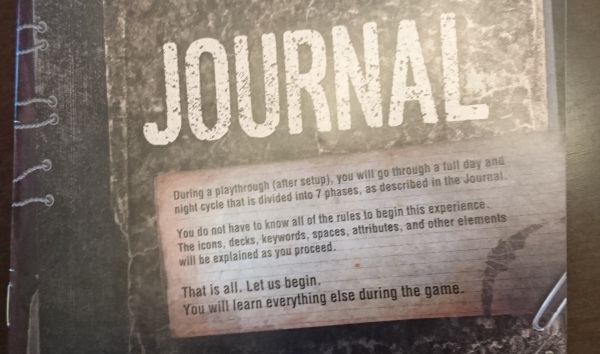 JOURNAL
During a playthrough (after setup), you will go through a full day and
night cycle that is divided into 7 phases, as described in the Journal.
You do not have to know all of the rules to begin this experience.
The icons, decks, keywords, spaces, attributes, and other elements
will be explained as you proceed.
That is all. Let us begin.
You will learn everything else during the game.